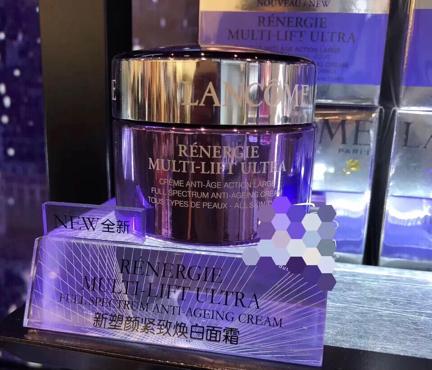 NOUVEAU / NEW
RÉNERGIE
MULTI-LIFT ULTRA
LANCÔME
RÉNERGIE
MULTI-LIFT ULTRA
CRÈME ANTI-ÂGE ACTION LARGE
FULL SPECTRUM ANTI-AGEING CREAM
TOUS TYPES DE PEAUX - ALL SKIN
PARIS
NEW 全新
RÉNERGIE
MULTI-LIFT ULTRA
FULL SPECTRUM ANTI-AGEING CREAM
新塑颜紧致焕白面霜